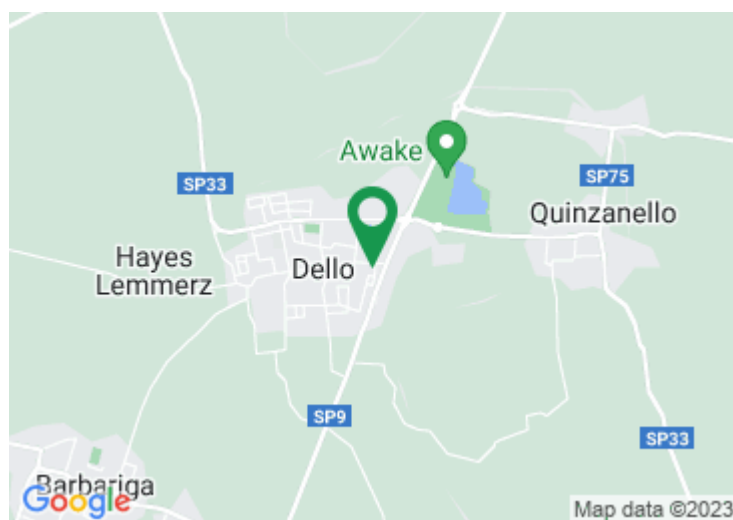 Awake
SP33
SP75
Quinzanello
Hayes
Lemmerz
Dello
SP9
SP33
Barbariga
Google
Map data ©2023